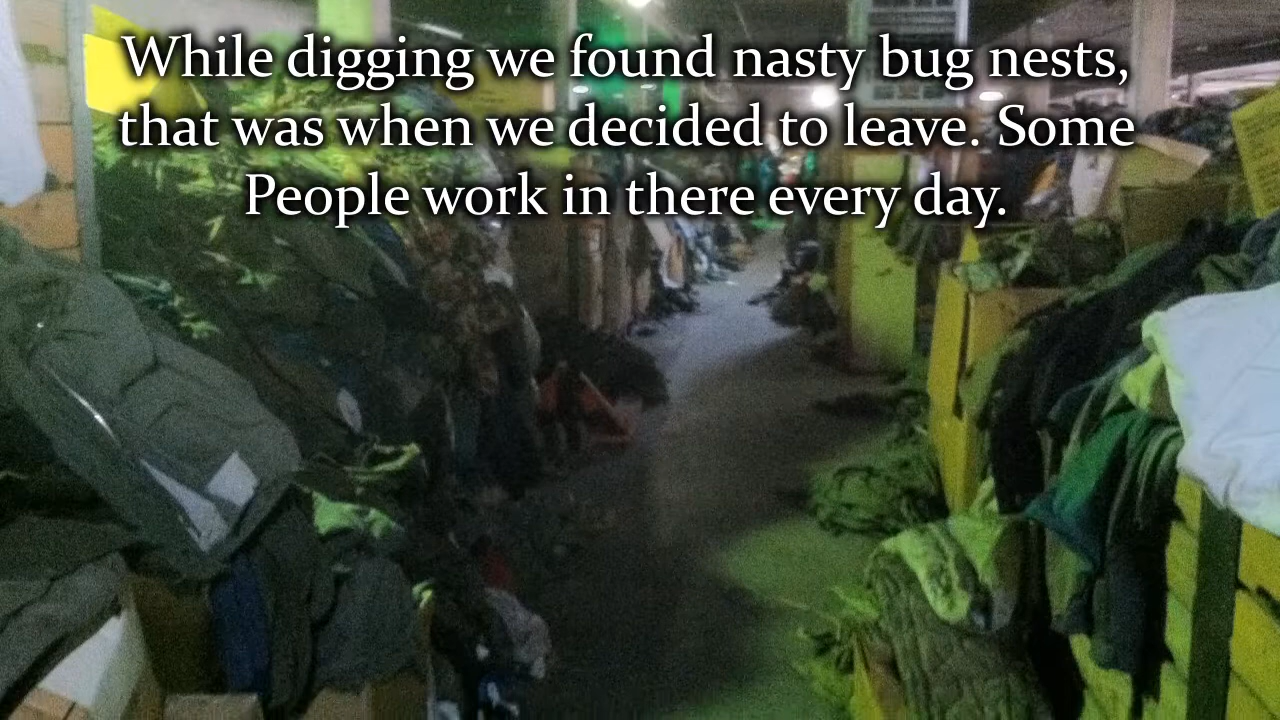 While digging we found nasty bug nests,
that was when we decided to leave. Some
People work in there every day.